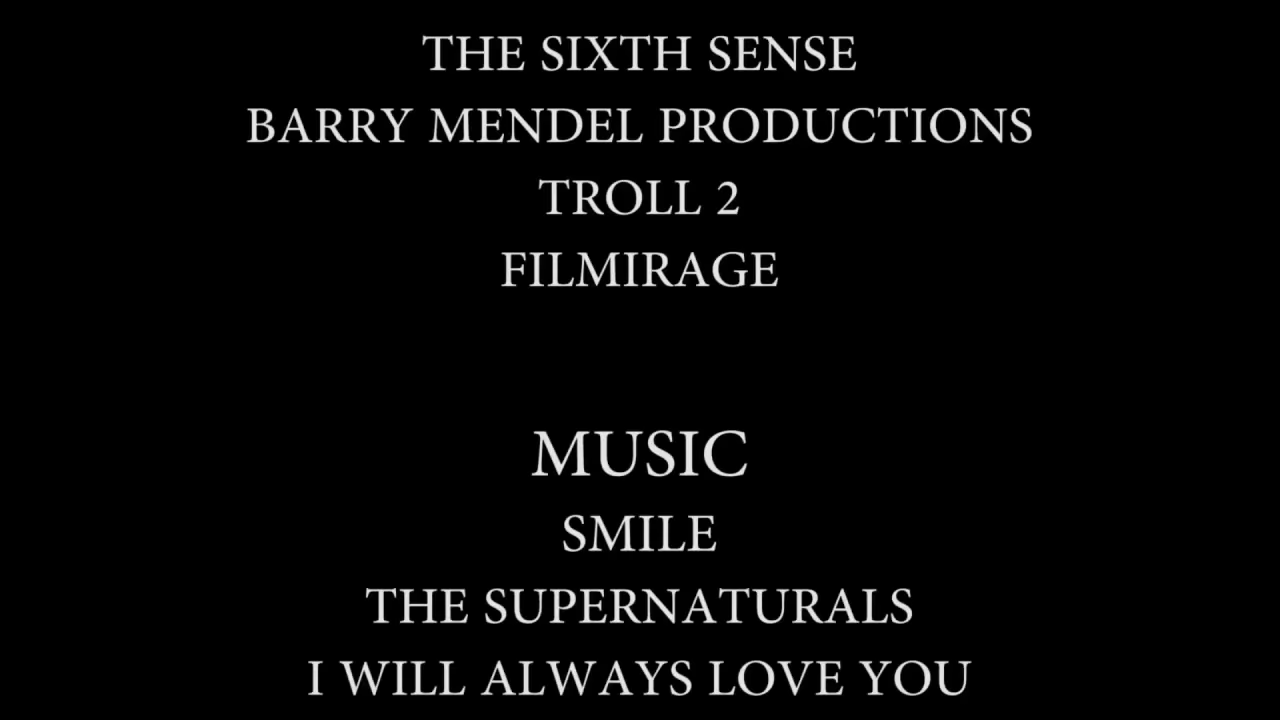 THE SIXTH SENSE
BARRY MENDEL PRODUCTIONS
TROLL 2
FILMIRAGE
MUSIC
SMILE
THE SUPERNATURALS
I WILL ALWAYS LOVE YOU